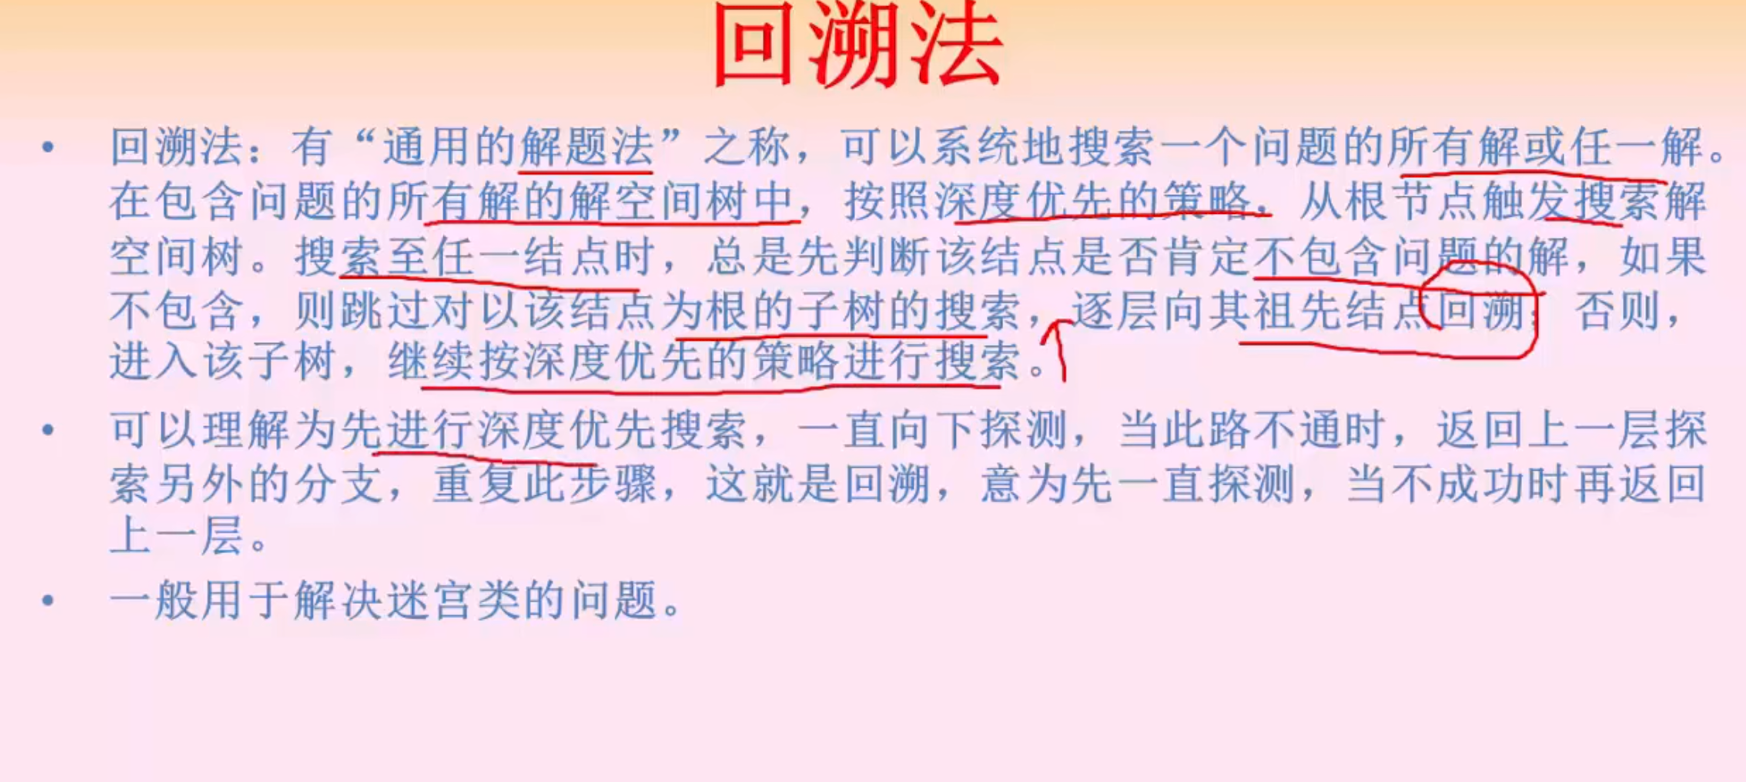 回溯法
• 回溯法：有“通用的解题法”之称，可以系统地搜索一个问题的所有解或任一解。
在包含问题的所有解的解空间树中，按照深度优先的策略，从根节点触发搜索解
空间树。搜索至任一结点时，总是先判断该结点是否肯定不包含问题的解，如果
不包含，则跳过对以该结点为根的子树的搜索，逐层向其祖先结点回溯；否则，
进入该子树，继续按深度优先的策略进行搜索。
• 可以理解为先进行深度优先搜索，一直向下探测，当此路不通时，返回上一层探
索另外的分支，重复此步骤，这就是回溯，意为先一直探测，当不成功时再返回
上一层。
• 一般用于解决迷宫类的问题。